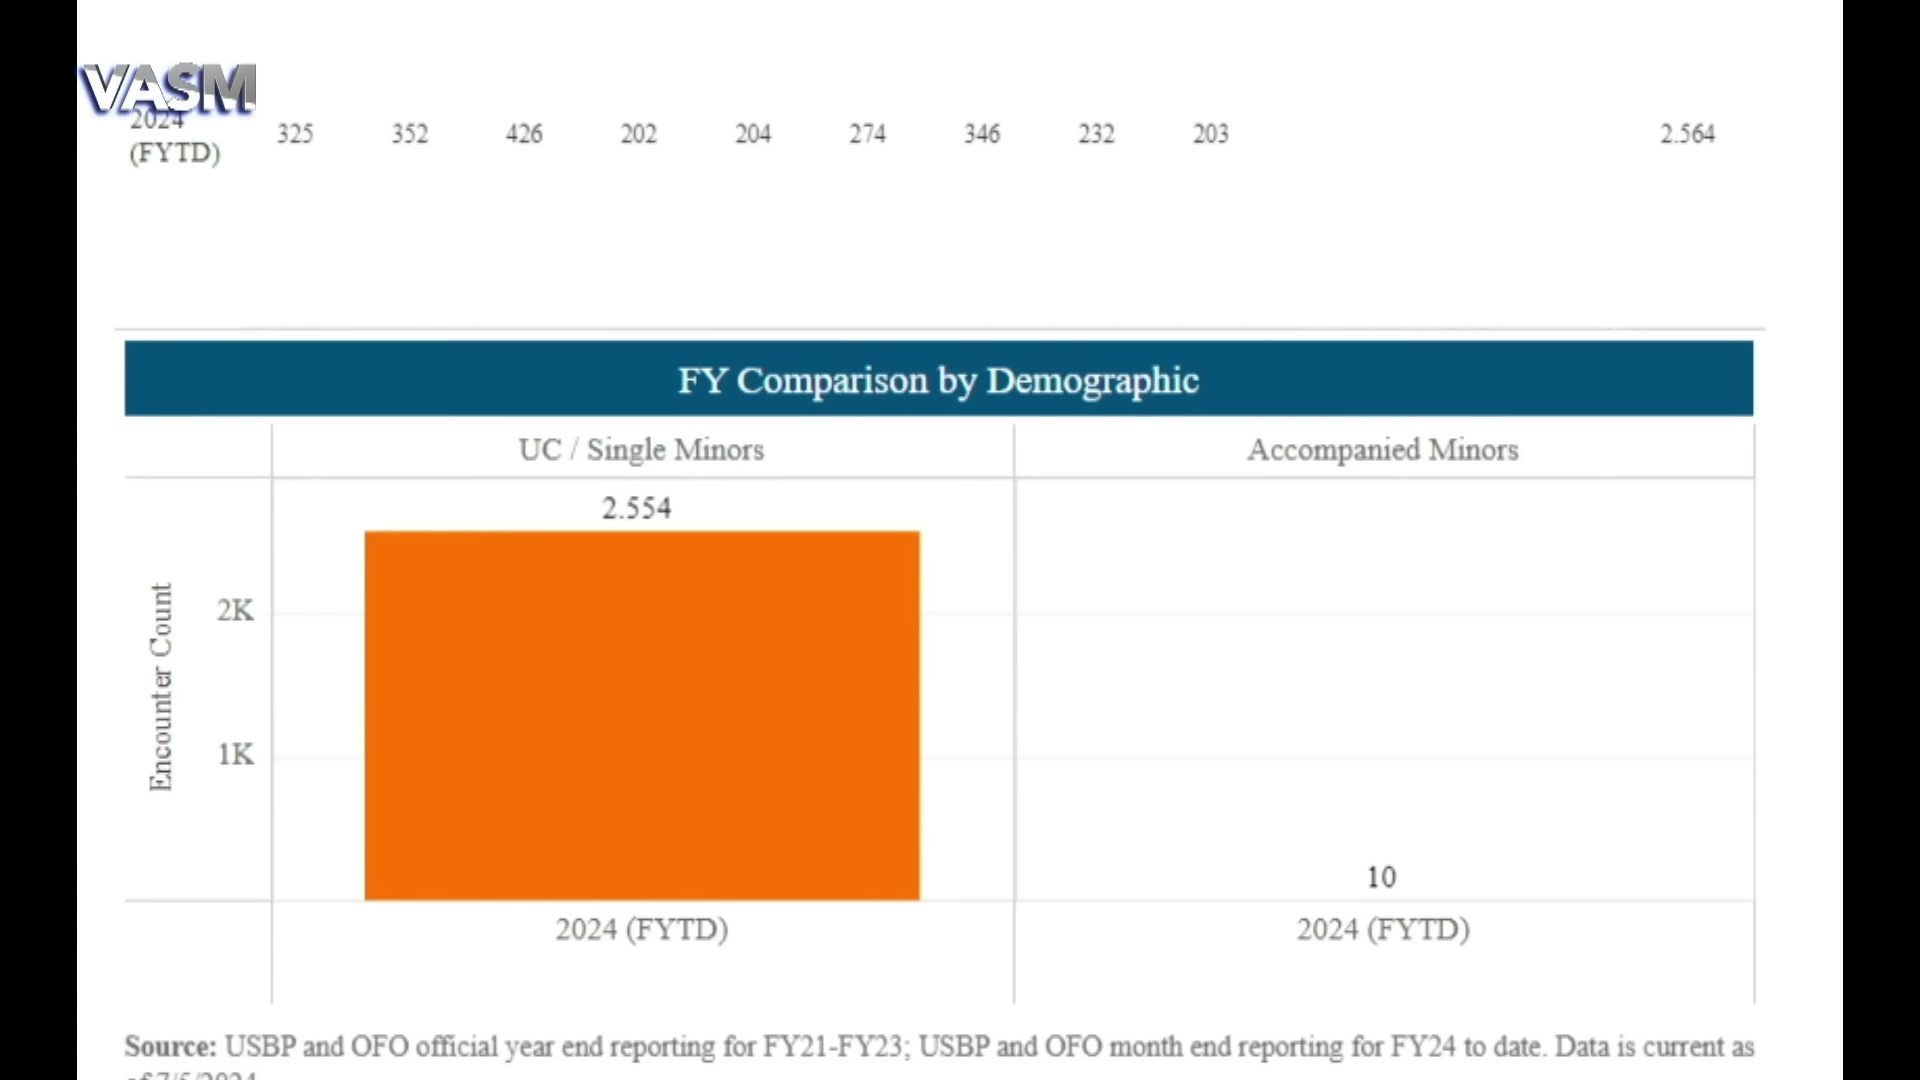 VASM
2024
(FYTD) 325 352 426 202 204 274 346 232 203 2.564
FY Comparison by Demographic
UC / Single Minors Accompanied Minors
2.554
Encounter Count
2K
1K
10
2024 (FYTD) 2024 (FYTD)
Source: USBP and OFO official year end reporting for FY21-FY23; USBP and OFO month end reporting for FY24 to date. Data is current as